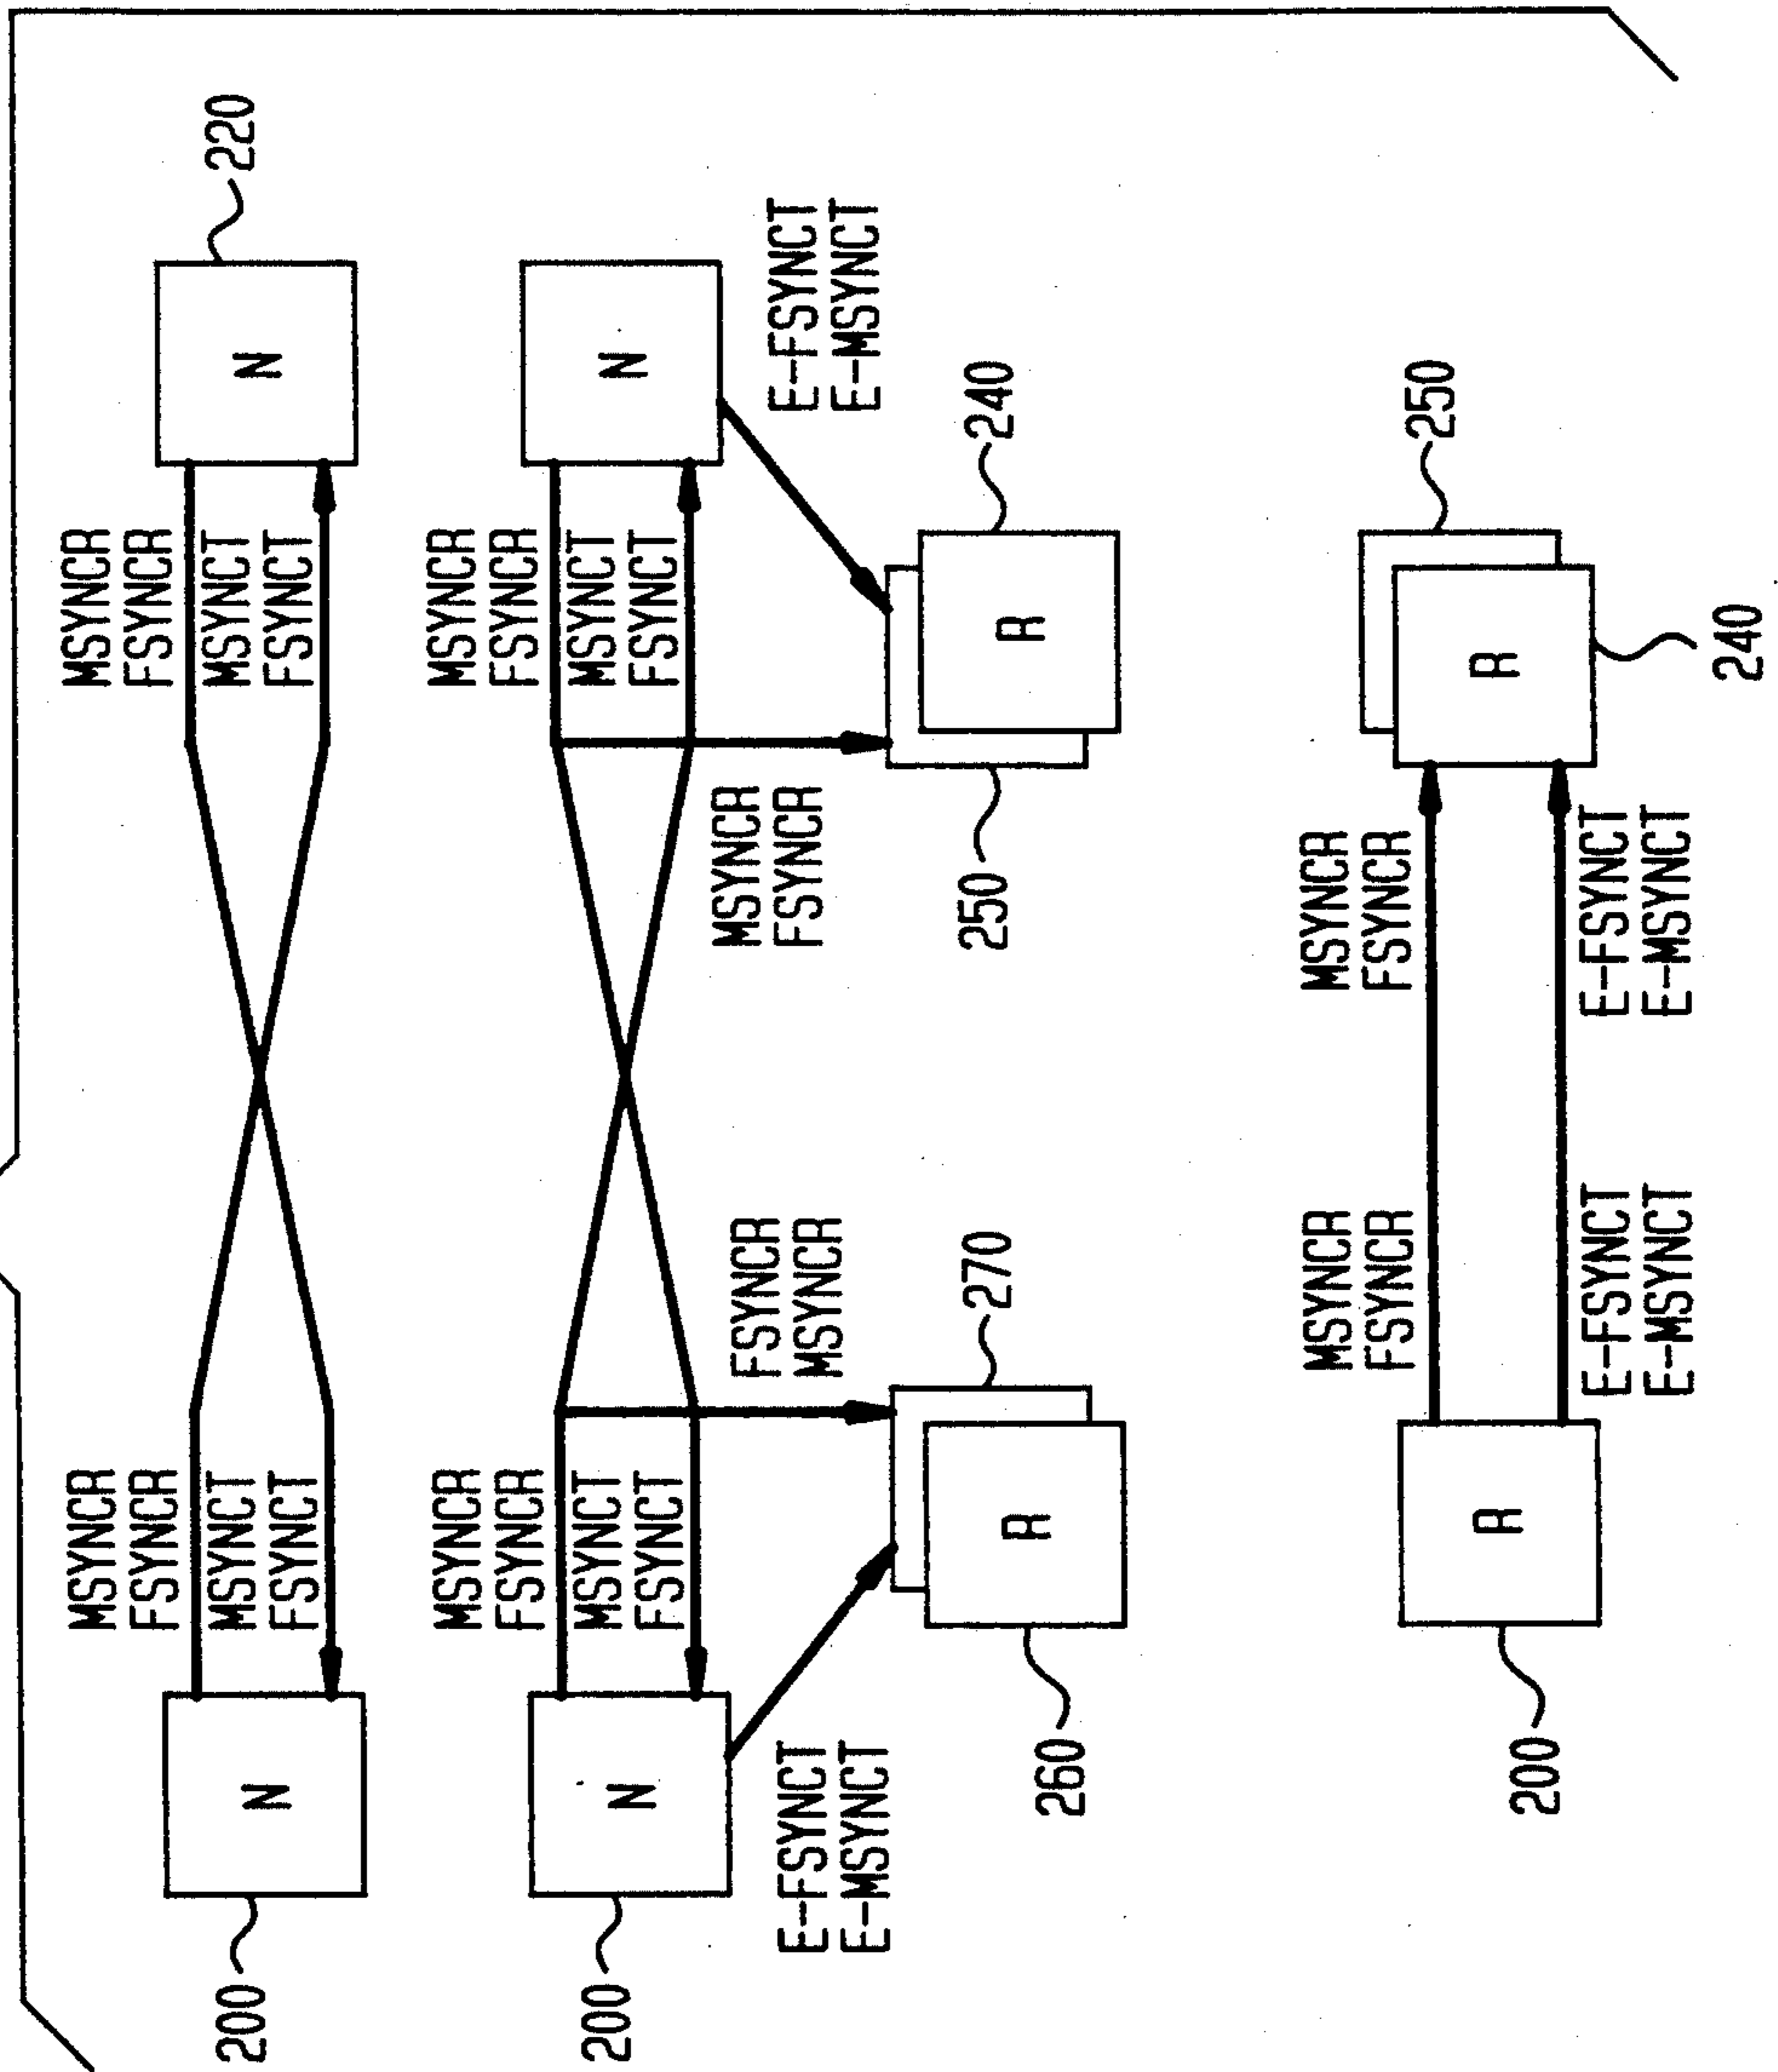 MSYNCR
FSYNCR
MSYNCT
FSYNCT
200
N
MSYNCR
FSYNCR
MSYNCT
FSYNCT
N
220
MSYNCR
FSYNCR
MSYNCT
FSYNCT
200
N
MSYNCR
FSYNCR
MSYNCT
FSYNCT
N
E-FSYNCT
E-MSYNCT
FSYNCR
MSYNCR
MSYNCR
FSYNCR
E-FSYNCT
E-MSYNCT
260
R
270
250
R
240
MSYNCR
FSYNCR
MSYNCR
FSYNCR
200
R
R
250
E-FSYNCT
E-MSYNCT
E-FSYNCT
E-MSYNCT
240